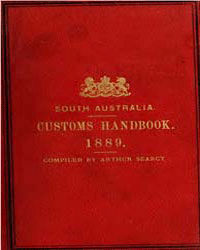 SOUTH AUSTRALIA.
CUSTOMS HANDBOOK.
1889.
COMPILED BY ARTHUR SEARCY